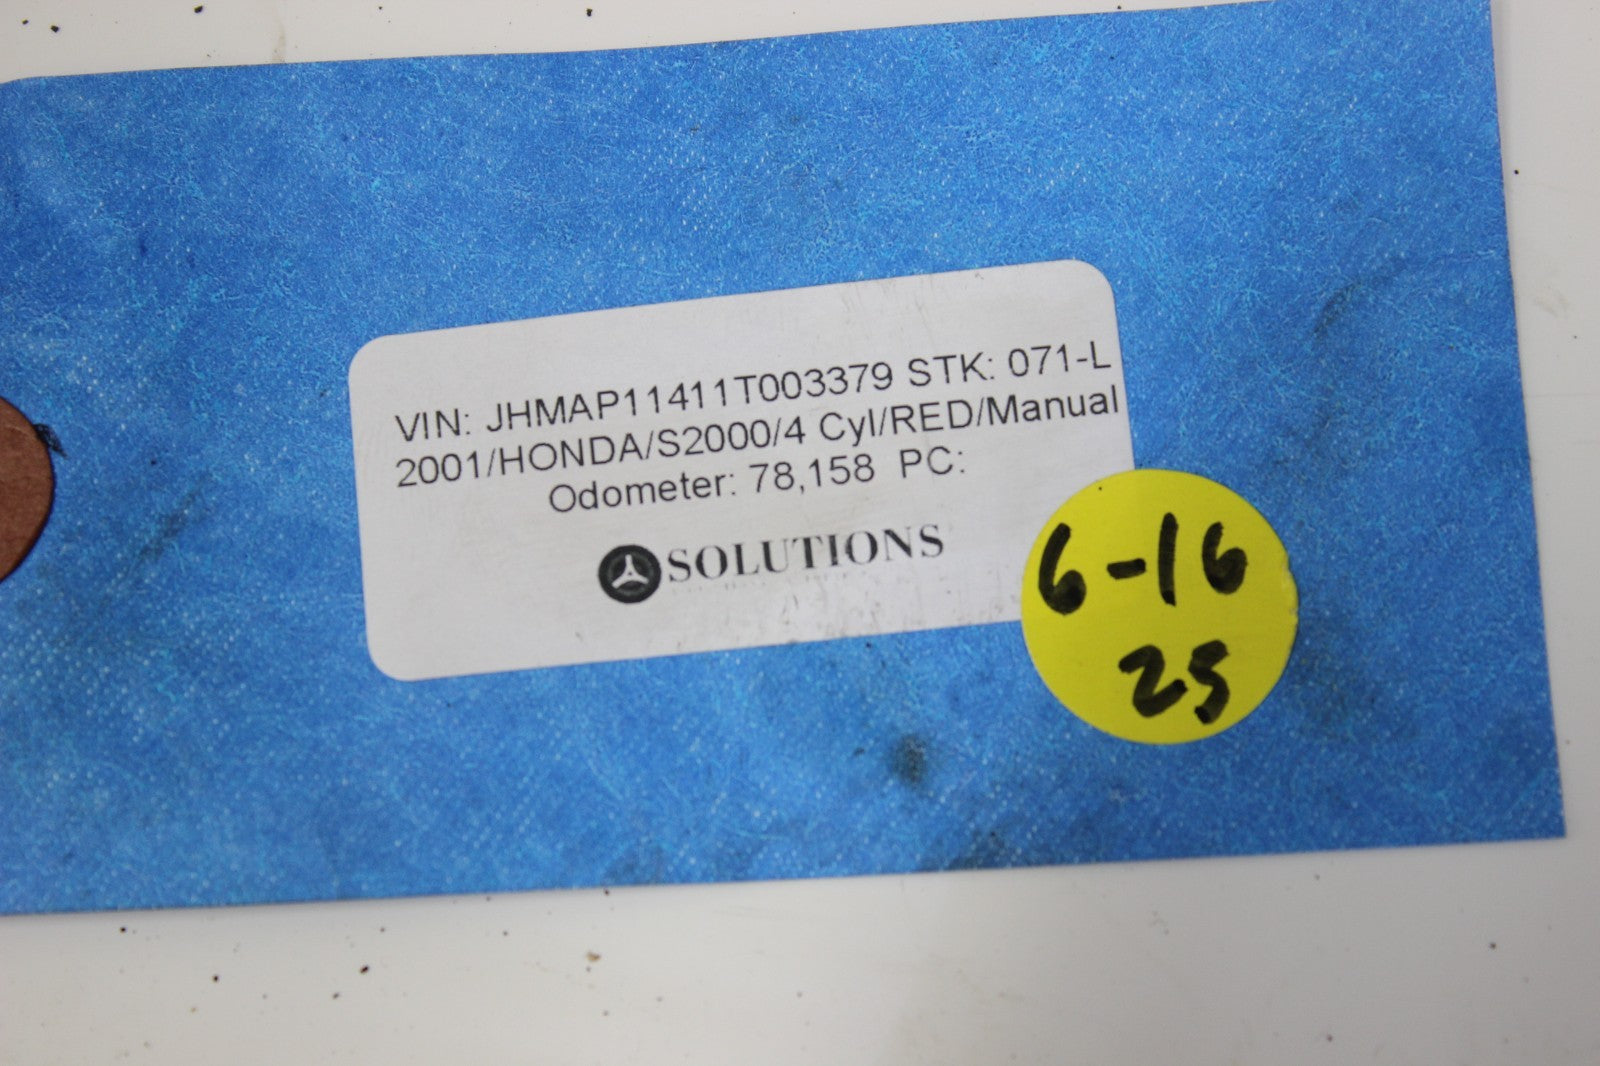 VIN: JHMAP11411T003379 STK: 071-L
2001/HONDA/S2000/4 Cyl/RED/Manual
Odometer: 78,158 PC:
SOLUTIONS
6-16
25